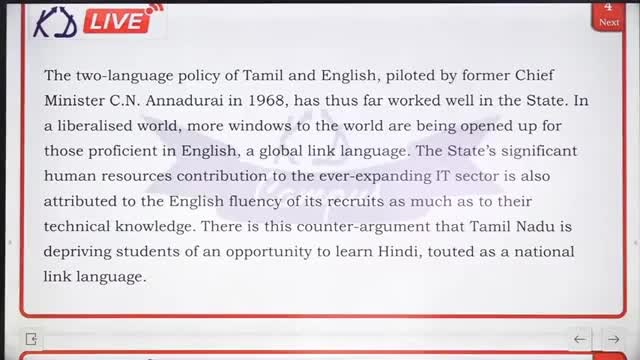 KD LIVE
4
Next
The two-language policy of Tamil and English, piloted by former Chief
Minister C.N. Annadurai in 1968, has thus far worked well in the State. In
a liberalised world, more windows to the world are being opened up for
those proficient in English, a global link language. The State's significant
human resources contribution to the ever-expanding IT sector is also
attributed to the English fluency of its recruits as much as to their
technical knowledge. There is this counter-argument that Tamil Nadu is
depriving students of an opportunity to learn Hindi, touted as a national
link language.